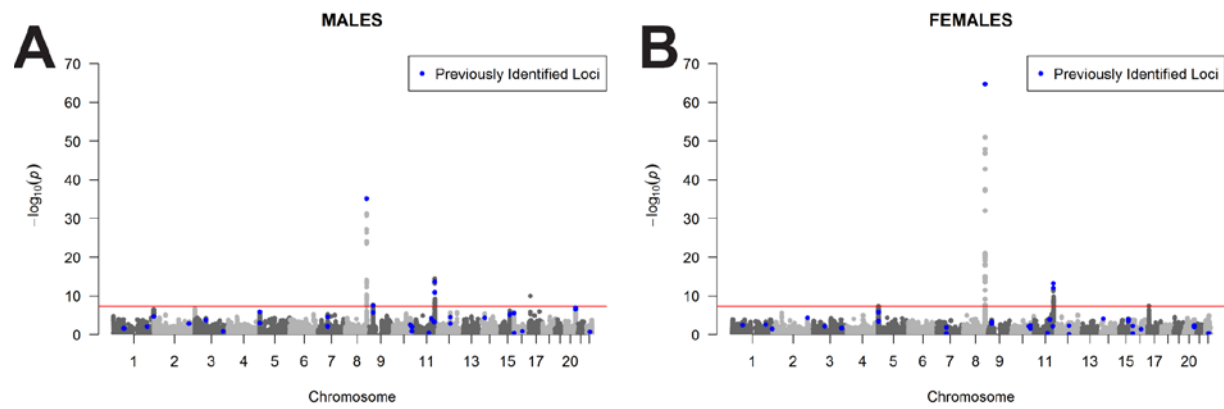 A
MALES
Previously Identified Loci
−log10(p)
70
60
50
40
30
20
10
0
1 2 3 4 5 6 7 8 9 11 13 15 17 20
Chromosome
B
FEMALES
Previously Identified Loci
−log10(p)
70
60
50
40
30
20
10
0
1 2 3 4 5 6 7 8 9 11 13 15 17 20
Chromosome